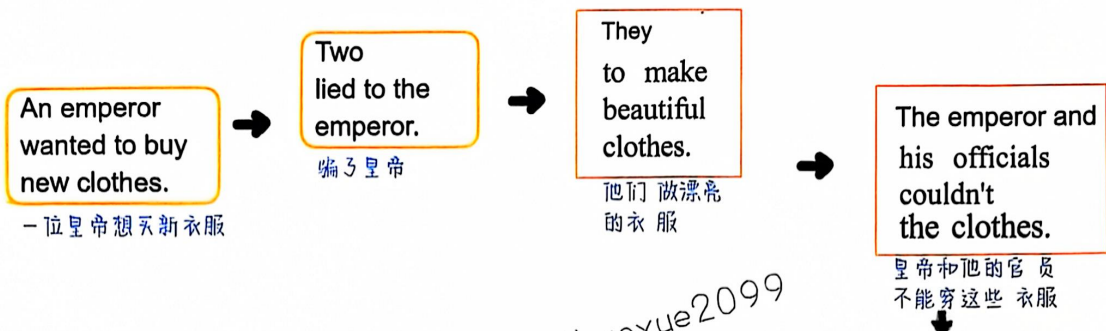 An emperor
wanted to buy
new clothes.
一位皇帝想买新衣服
Two
lied to the
emperor.
骗了皇帝
They
to make
beautiful
clothes.
他们 做漂亮
的衣 服
The emperor and
his officials
couldn't
the clothes.
皇帝和他的官 员
不能穿这些 衣服
xue2099